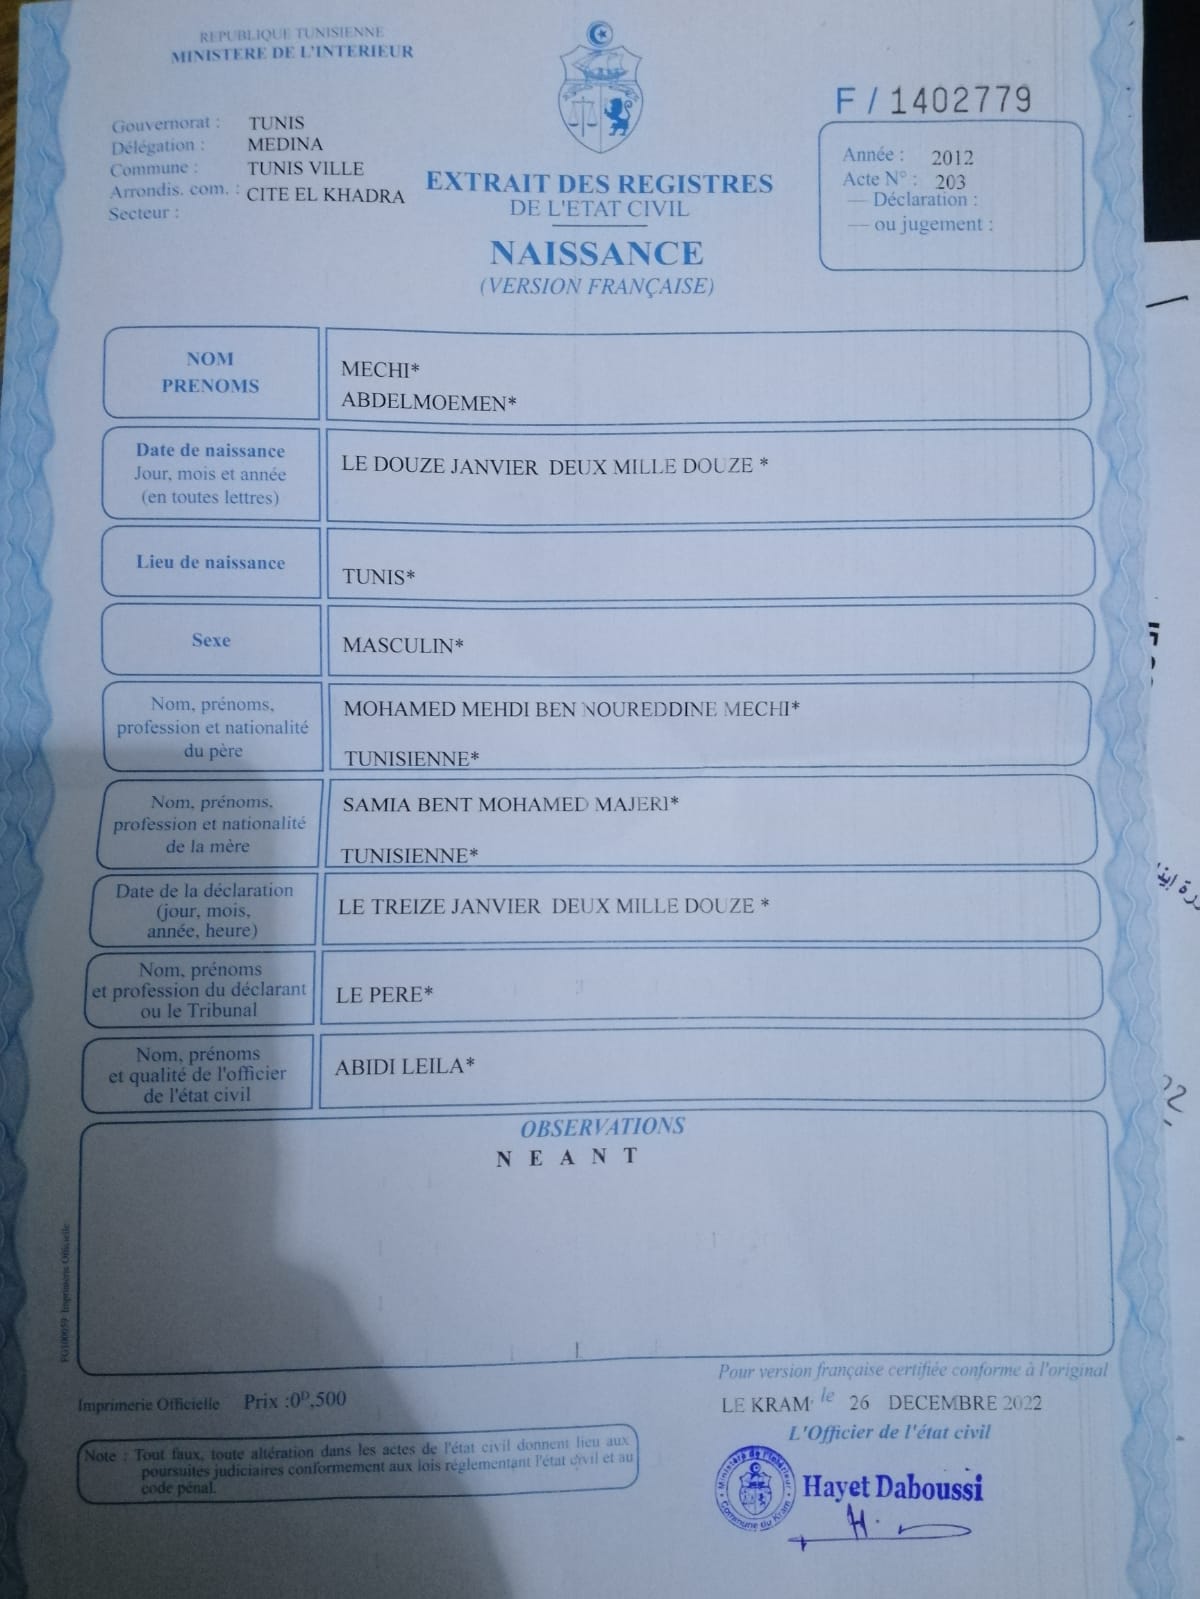 REPUBLIQUE TUNISIENNE
MINISTERE DE L'INTERIEUR
Gouvernorat : TUNIS
Délégation : MEDINA
Commune : TUNIS VILLE
Arrondis. com. : CITE EL KHADRA
Secteur :
F / 1402779
Année : 2012
Acte N° : 203
— Déclaration :
— ou jugement :
EXTRAIT DES REGISTRES
DE L'ETAT CIVIL
NAISSANCE
(VERSION FRANÇAISE)
NOM
PRENOMS
MECHI*
ABDELMOEMEN*
Date de naissance
Jour, mois et année
(en toutes lettres)
LE DOUZE JANVIER DEUX MILLE DOUZE *
Lieu de naissance
TUNIS*
Sexe
MASCULIN*
Nom, prénoms,
profession et nationalité
du père
MOHAMED MEHDI BEN NOUREDDINE MECHI*
TUNISIENNE*
Nom, prénoms,
profession et nationalité
de la mère
SAMIA BENT MOHAMED MAJERI*
TUNISIENNE*
Date de la déclaration
(jour, mois,
année, heure)
LE TREIZE JANVIER DEUX MILLE DOUZE *
Nom, prénoms
et profession du déclarant
ou le Tribunal
LE PERE*
Nom, prénoms
et qualité de l'officier
de l'état civil
ABIDI LEILA*
OBSERVATIONS
N E A N T
FG100059 Imprimerie Officielle
Pour version française certifiée conforme à l'original
LE KRAM, le 26 DECEMBRE 2022
L'Officier de l'état civil
Imprimerie Officielle Prix :0D,500
Note : Tout faux, toute altération dans les actes de l'état civil donnent lieu aux
poursuites judiciaires conformement aux lois réglementant l'état civil et au
code pénal.
Ministère de l'Intérieur
Commune du Kram
Hayet Daboussi